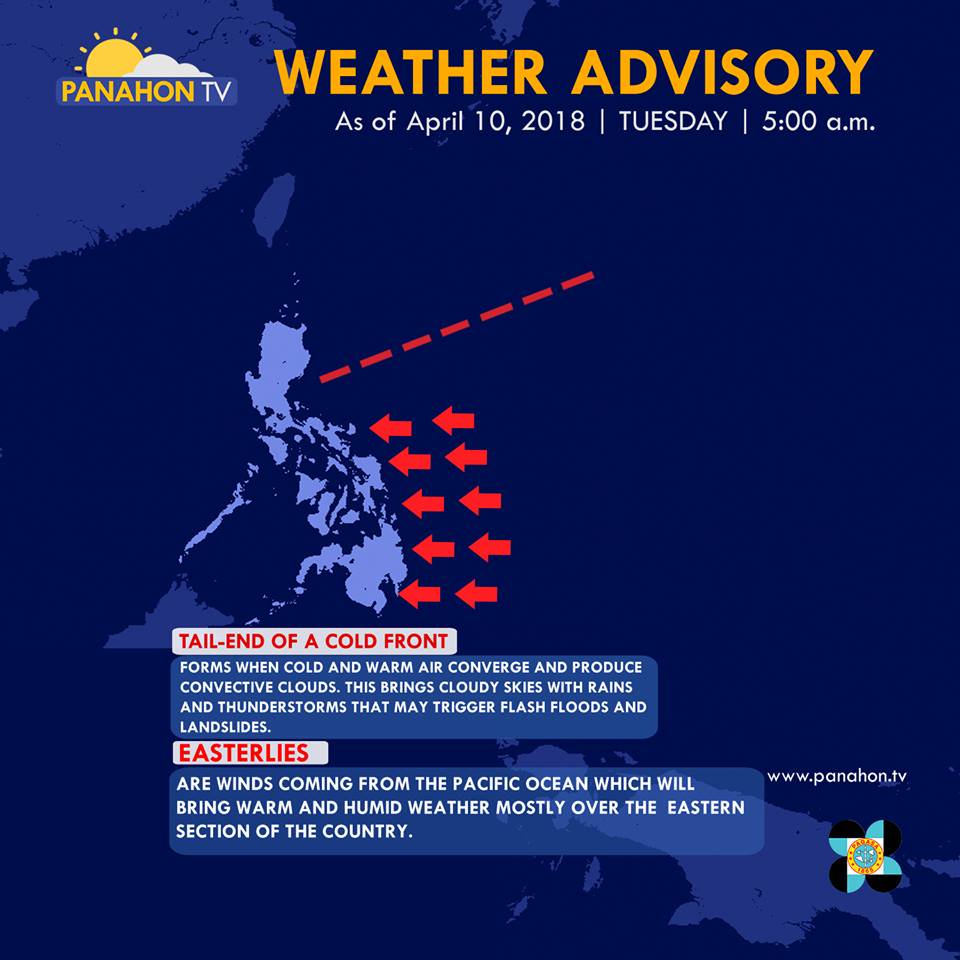 PANAHON TV
WEATHER ADVISORY
As of April 10, 2018 | TUESDAY | 5:00 a.m.
TAIL-END OF A COLD FRONT
FORMS WHEN COLD AND WARM AIR CONVERGE AND PRODUCE
CONVECTIVE CLOUDS. THIS BRINGS CLOUDY SKIES WITH RAINS
AND THUNDERSTORMS THAT MAY TRIGGER FLASH FLOODS AND
LANDSLIDES.
EASTERLIES
ARE WINDS COMING FROM THE PACIFIC OCEAN WHICH WILL
BRING WARM AND HUMID WEATHER MOSTLY OVER THE EASTERN
SECTION OF THE COUNTRY.
www.panahon.tv
PAGASA
1865